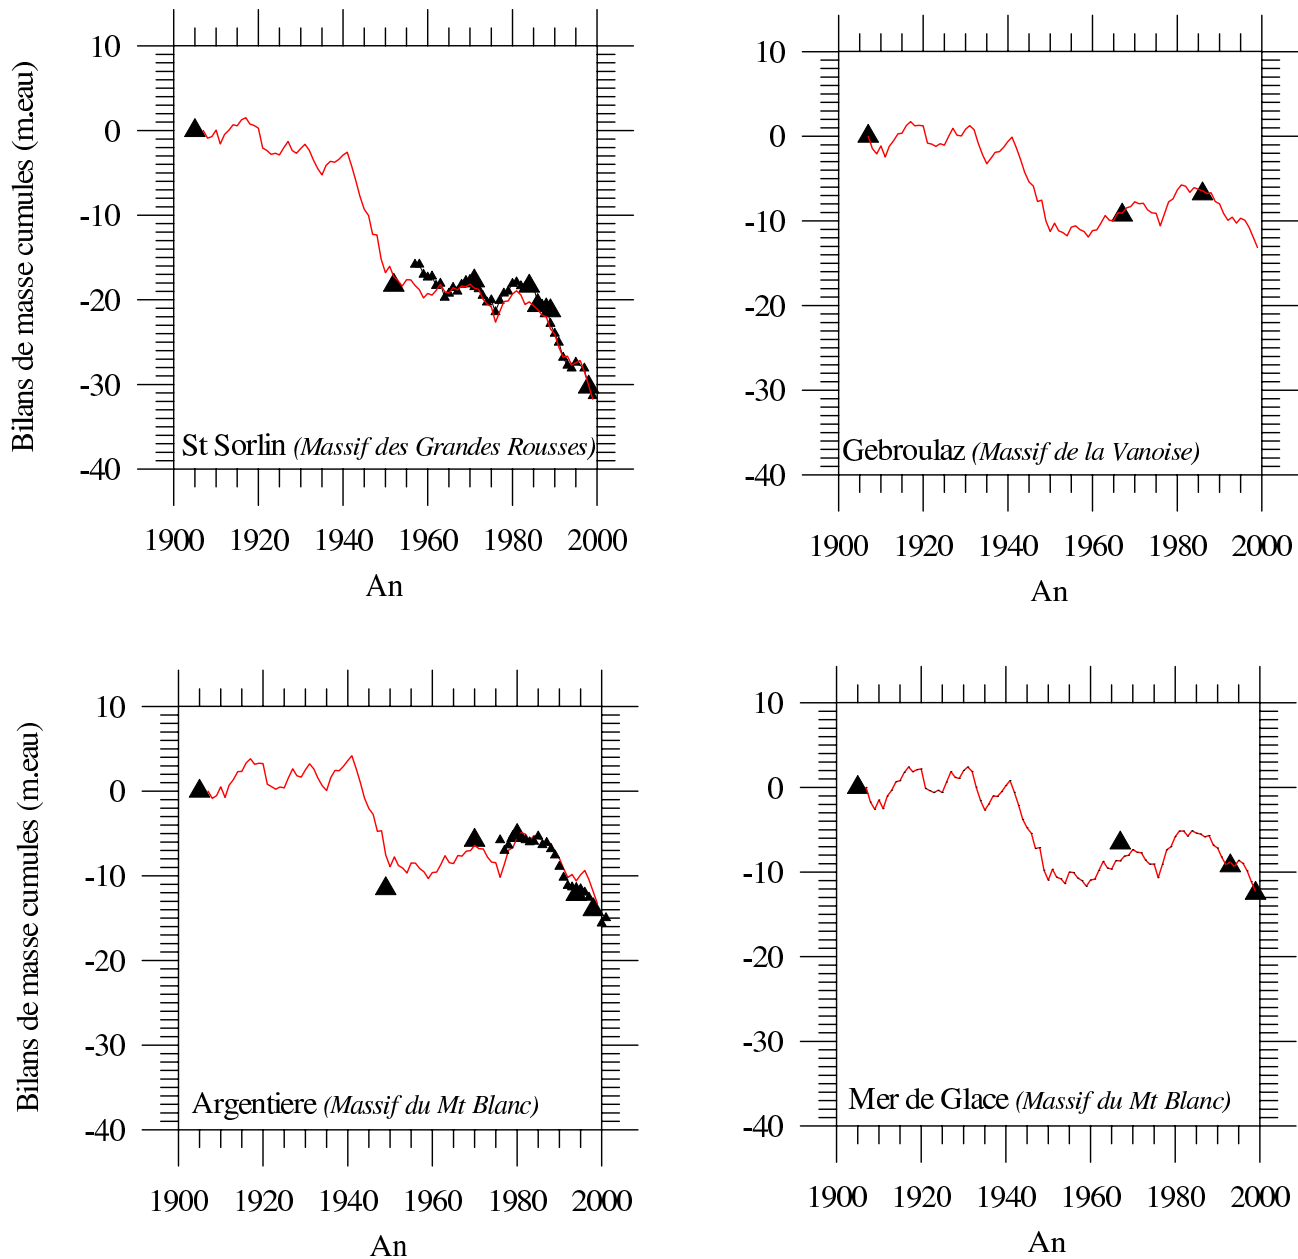 Bilans de masse cumules (m.eau)
10
0
-10
-20
-30
-40
St Sorlin (Massif des Grandes Rousses)
1900 1920 1940 1960 1980 2000
An
10
0
-10
-20
-30
-40
Gebroulaz (Massif de la Vanoise)
1900 1920 1940 1960 1980 2000
An
Bilans de masse cumules (m.eau)
10
0
-10
-20
-30
-40
Argentiere (Massif du Mt Blanc)
1900 1920 1940 1960 1980 2000
An
10
0
-10
-20
-30
-40
Mer de Glace (Massif du Mt Blanc)
1900 1920 1940 1960 1980 2000
An